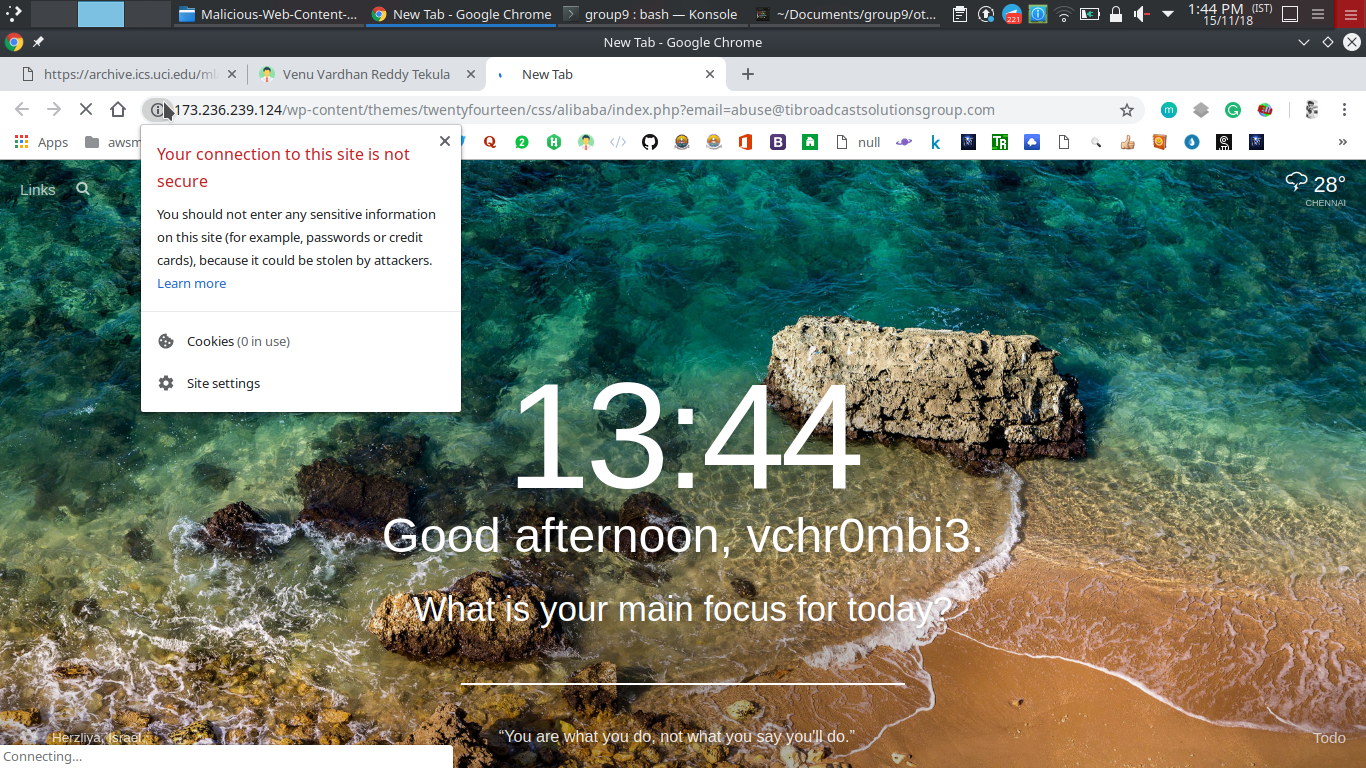 Malicious-Web-Content-...
New Tab - Google Chrome
group9 : bash — Konsole
~/Documents/group9/ot...
221
1:44 PM (IST)
15/11/18
New Tab - Google Chrome
https://archive.ics.uci.edu/ml
Venu Vardhan Reddy Tekula
New Tab
173.236.239.124/wp-content/themes/twentyfourteen/css/alibaba/index.php?email=abuse@tibroadcastsolutionsgroup.com
Apps
awsm
null
Your connection to this site is not
secure
You should not enter any sensitive information
on this site (for example, passwords or credit
cards), because it could be stolen by attackers.
Learn more
Cookies (0 in use)
Site settings
Links
28°
CHENNAI
13:44
Good afternoon, vchr0mbi3.
What is your main focus for today?
Herzliya, Israel
“You are what you do, not what you say you'll do.”
Todo
Connecting...